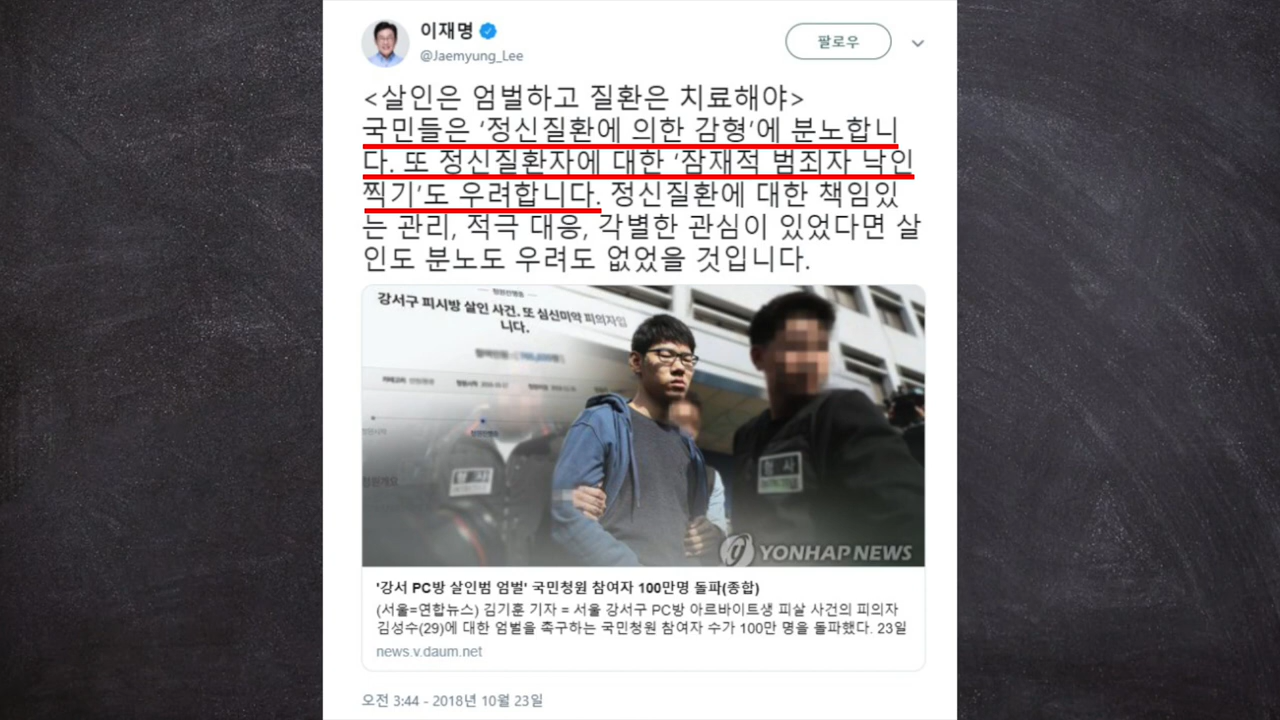 이재명
@Jaemyung_Lee
팔로우
<살인은 엄벌하고 질환은 치료해야>
국민들은 ‘정신질환에 의한 감형’에 분노합니
다. 또 정신질환자에 대한 ‘잠재적 범죄자 낙인
찍기’도 우려합니다. 정신질환에 대한 책임있
는 관리, 적극 대응, 각별한 관심이 있었다면 살
인도 분노도 우려도 없었을 것입니다.
강서구 피시방 살인 사건. 또 심신미약 피의자입
니다.
형사
YONHAP NEWS
'강서 PC방 살인범 엄벌' 국민청원 참여자 100만명 돌파(종합)
(서울=연합뉴스) 김기훈 기자 = 서울 강서구 PC방 아르바이트생 피살 사건의 피의자
김성수(29)에 대한 엄벌을 촉구하는 국민청원 참여자 수가 100만 명을 돌파했다. 23일
news.v.daum.net
오전 3:44 - 2018년 10월 23일